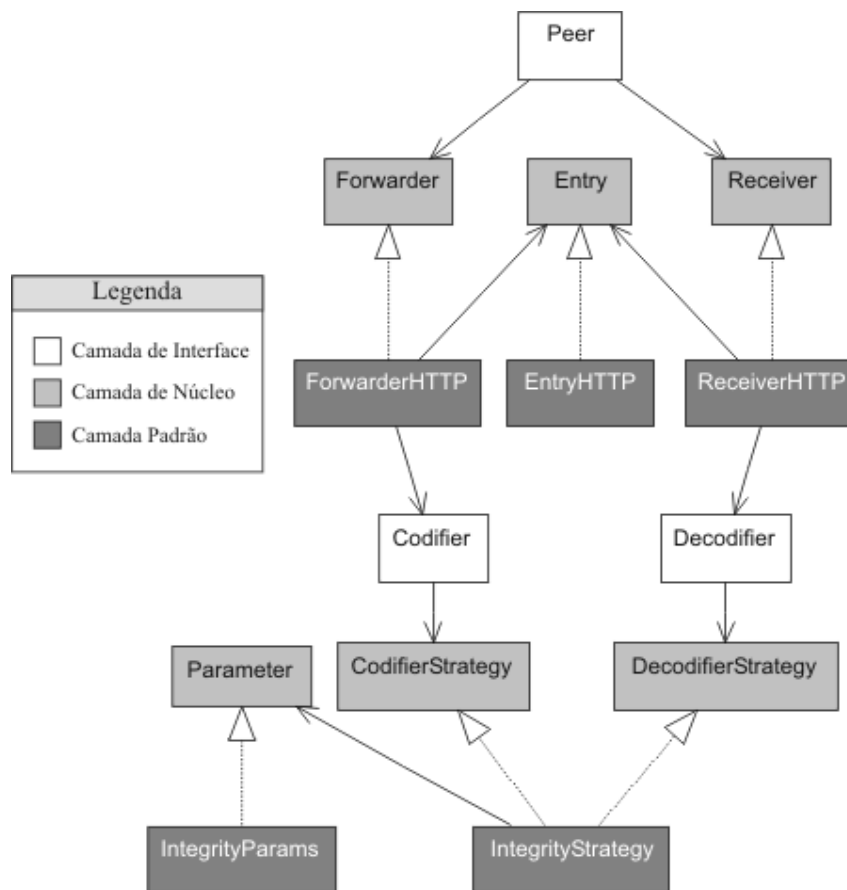 Peer
Forwarder
Entry
Receiver
Legenda
Camada de Interface
Camada de Núcleo
Camada Padrão
ForwarderHTTP
EntryHTTP
ReceiverHTTP
Codifier
Decodifier
Parameter
CodifierStrategy
DecodifierStrategy
IntegrityParams
IntegrityStrategy